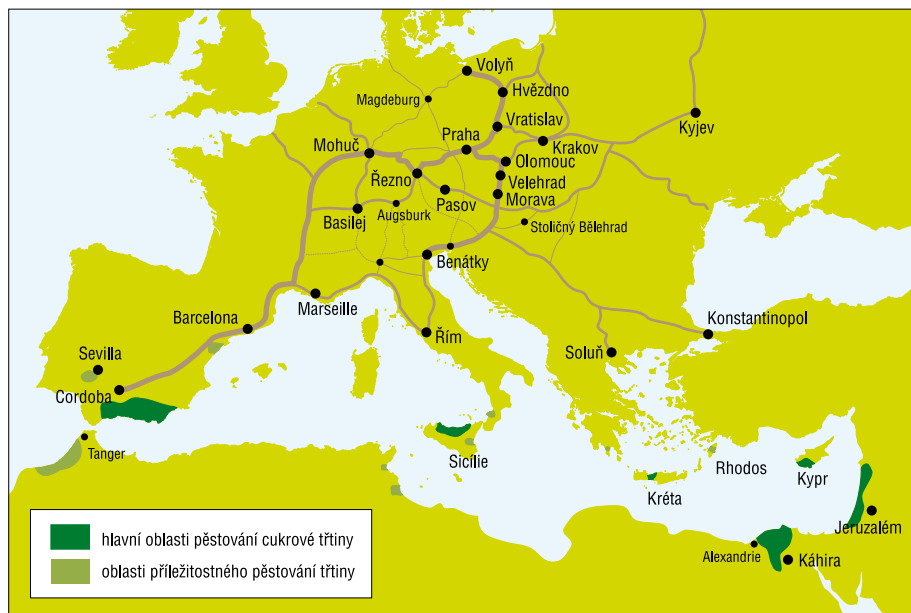 Volyň
Magdeburg
Hvězdno
Vratislav
Kyjev
Praha
Mohuč
Krakov
Olomouc
Řezno
Velehrad
Pasov
Morava
Augsburk
Basilej
Stoličný Bělehrad
Benátky
Marseille
Barcelona
Konstantinopol
Řím
Soluň
Sevilla
Cordoba
Tanger
Sicílie
Rhodos
Kypr
Kréta
Jeruzalém
Alexandrie
Káhira
hlavní oblasti pěstování cukrové třtiny
oblasti příležitostného pěstování třtiny